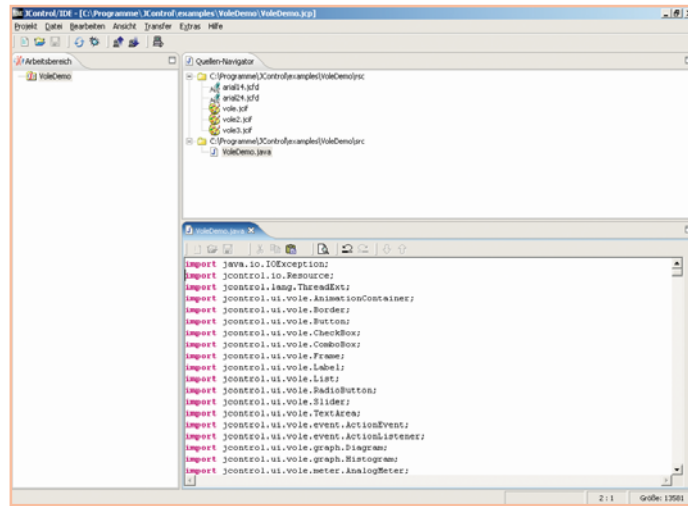 JControl/IDE - [C:\Programme\JControl\examples\VoleDemo\VoleDemo.jcp]
Projekt Datei Bearbeiten Ansicht Transfer Extras Hilfe
Arbeitsbereich
VoleDemo
Quellen-Navigator
C:\Programme\JControl\examples\VoleDemo\rsc
arial14.jcfd
arial24.jcfd
vole.jcif
vole2.jcif
vole3.jcif
C:\Programme\JControl\examples\VoleDemo\src
VoleDemo.java
VoleDemo.java
import java.io.IOException;
import jcontrol.io.Resource;
import jcontrol.lang.ThreadExt;
import jcontrol.ui.vole.AnimationContainer;
import jcontrol.ui.vole.Border;
import jcontrol.ui.vole.Button;
import jcontrol.ui.vole.CheckBox;
import jcontrol.ui.vole.ComboBox;
import jcontrol.ui.vole.Frame;
import jcontrol.ui.vole.Label;
import jcontrol.ui.vole.List;
import jcontrol.ui.vole.RadioButton;
import jcontrol.ui.vole.Slider;
import jcontrol.ui.vole.TextArea;
import jcontrol.ui.vole.event.ActionEvent;
import jcontrol.ui.vole.event.ActionListener;
import jcontrol.ui.vole.graph.Diagram;
import jcontrol.ui.vole.graph.Histogram;
import jcontrol.ui.vole.meter.AnalogMeter;
2 : 1 Größe: 13581